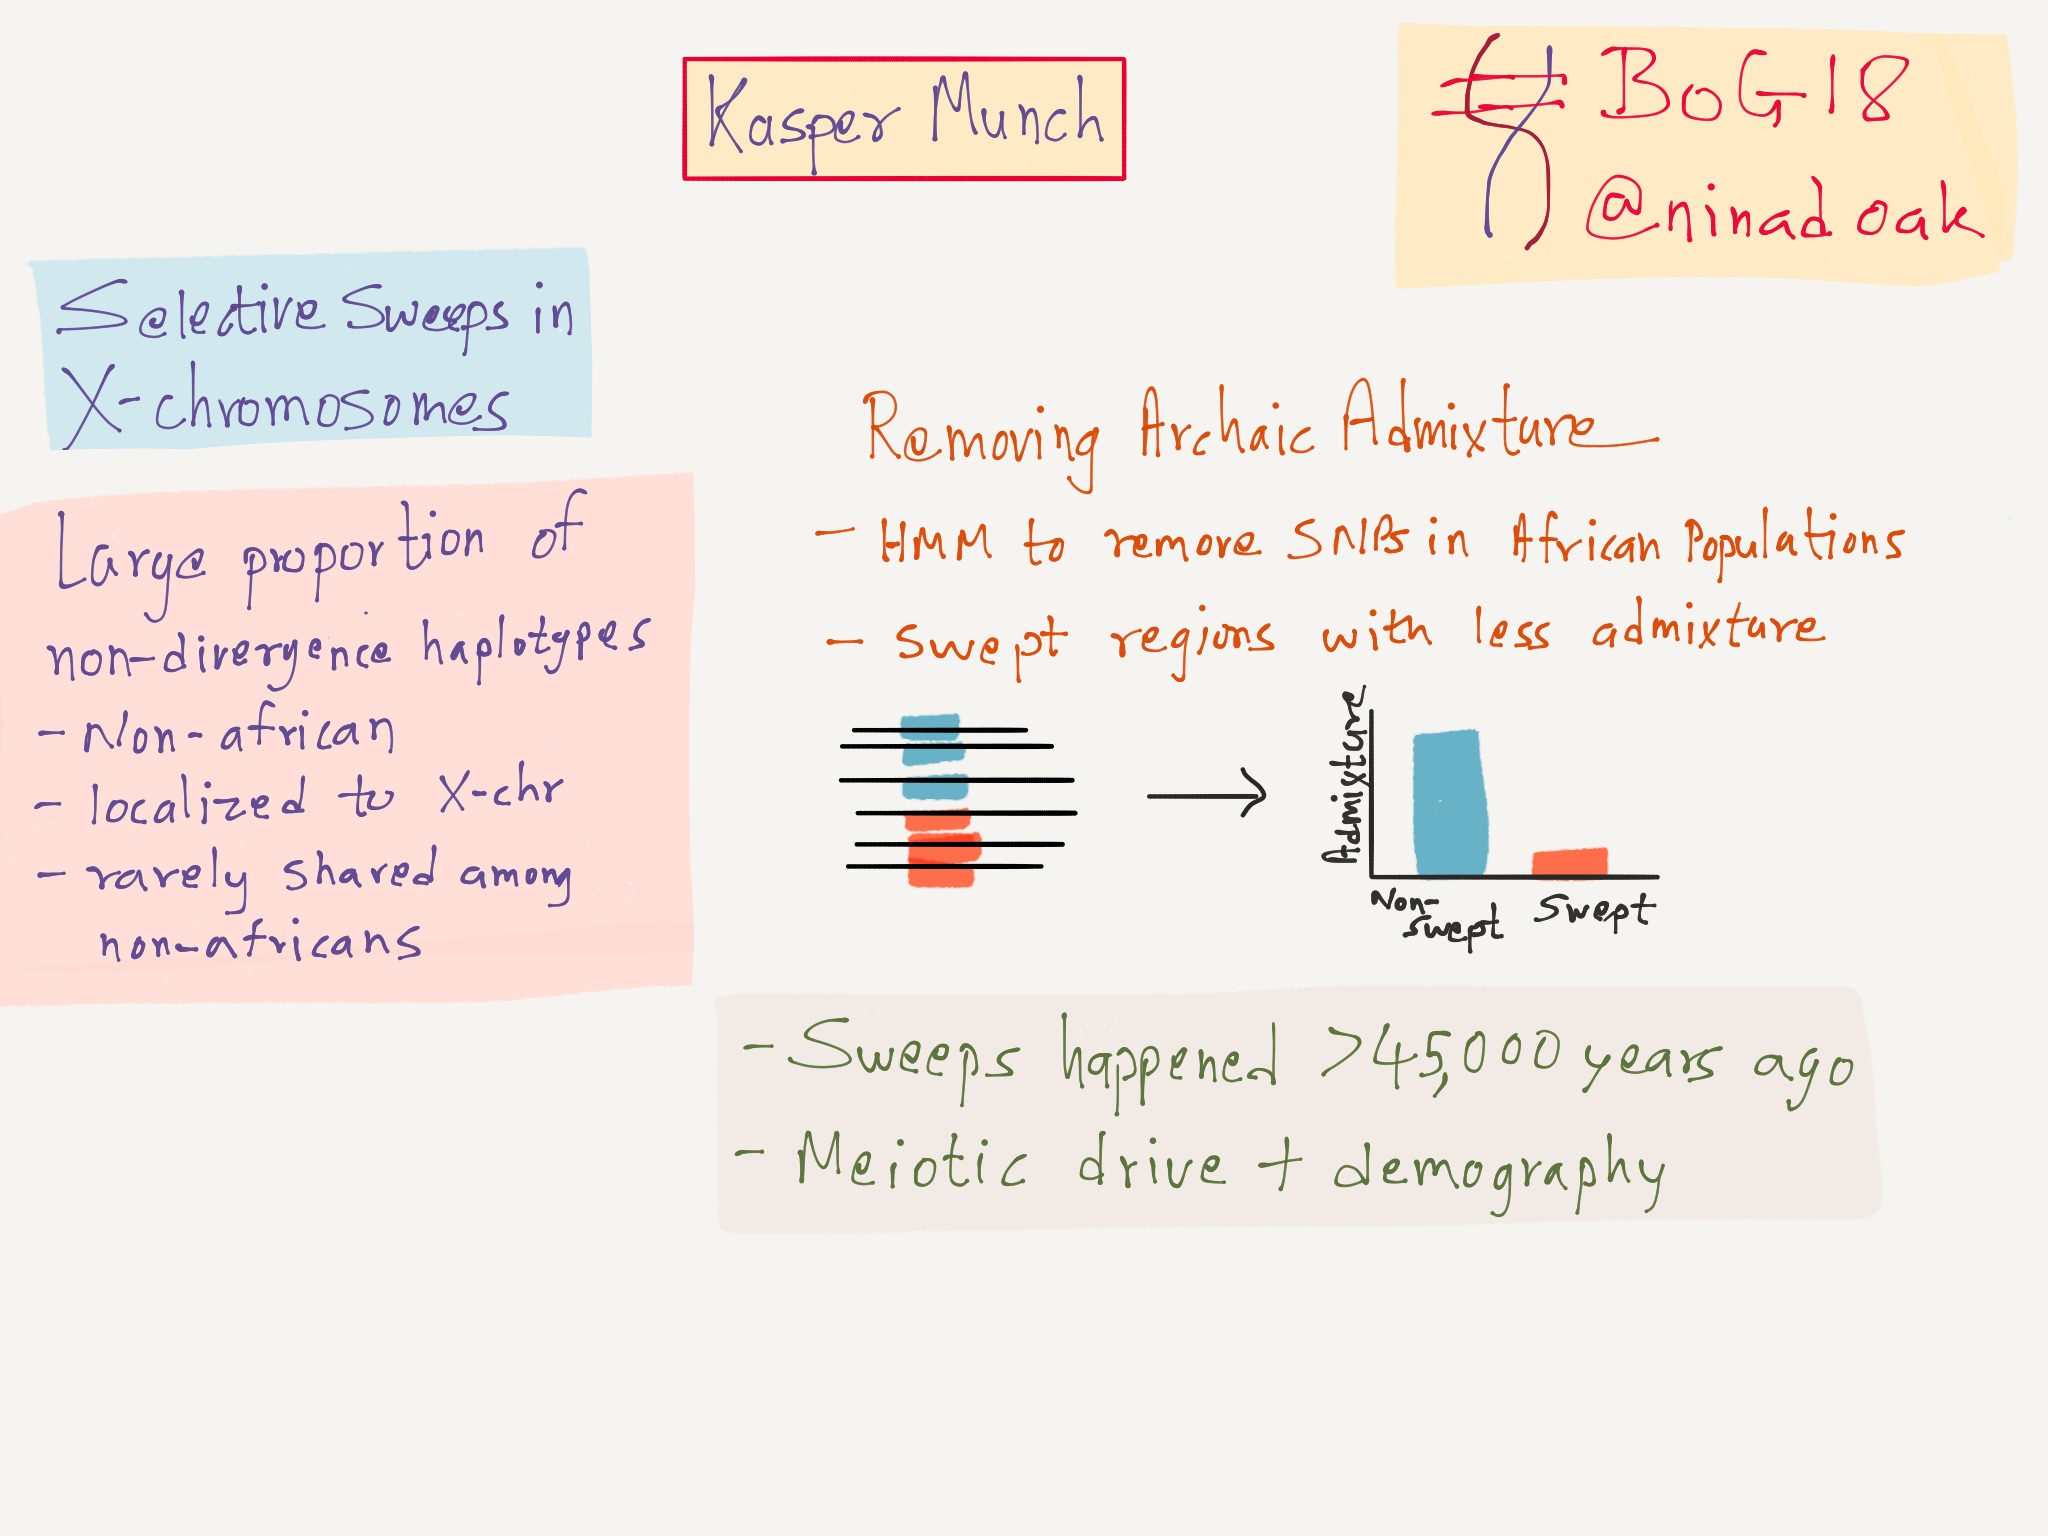 Kasper Munch
#BoG18
@ninadoak
Selective Sweeps in
X-chromosomes
Large proportion of
non-divergence haplotypes
- Non-african
- localized to X-chr
- rarely shared among
non-africans
Removing Archaic Admixture
- HMM to remove SNPs in African Populations
- Swept regions with less admixture
Admixture
Non-
swept
Swept
- Sweeps happened >45,000 years ago
- Meiotic drive + demography